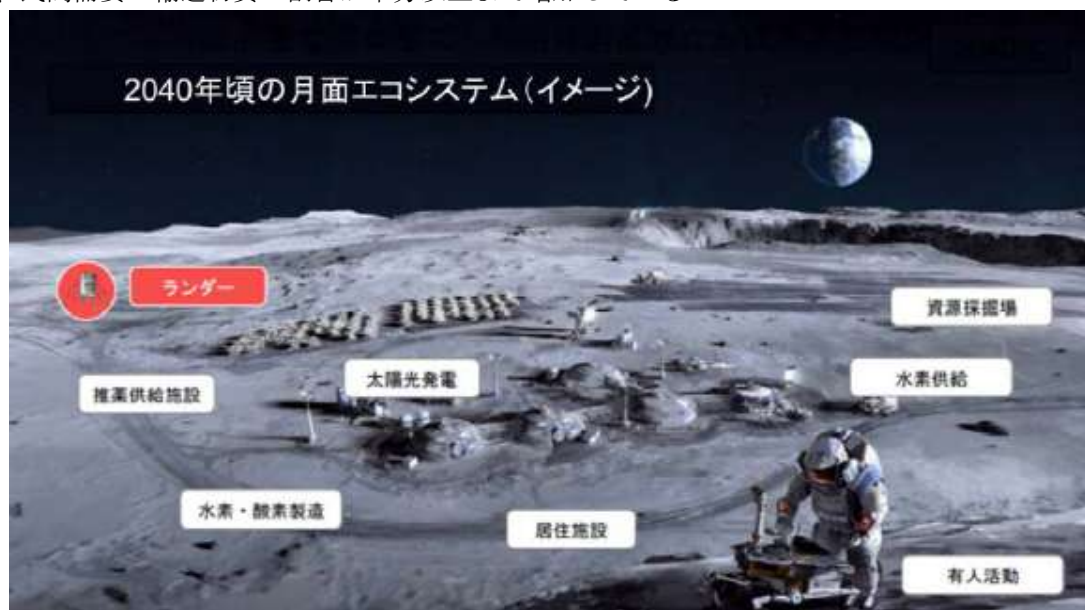 2040年頃の月面エコシステム(イメージ)
ランダー
資源採掘場
太陽光発電
水素供給
推薬供給施設
水素・酸素製造
居住施設
有人活動